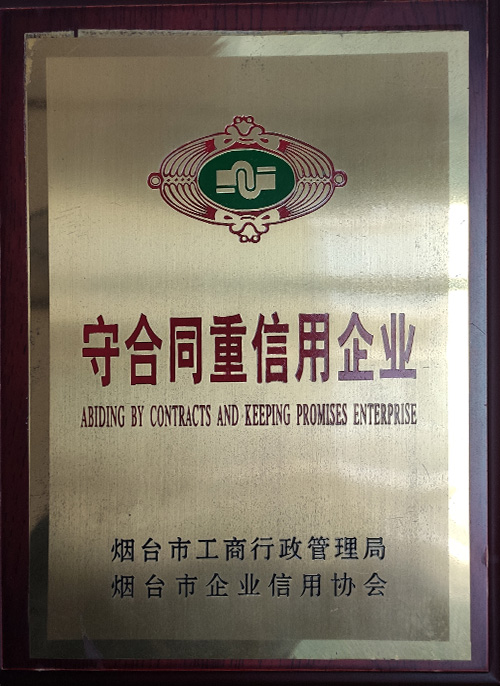 守合同重信用企业
ABIDING BY CONTRACTS AND KEEPING PROMISES ENTERPRISE
烟台市工商行政管理局
烟台市企业信用协会